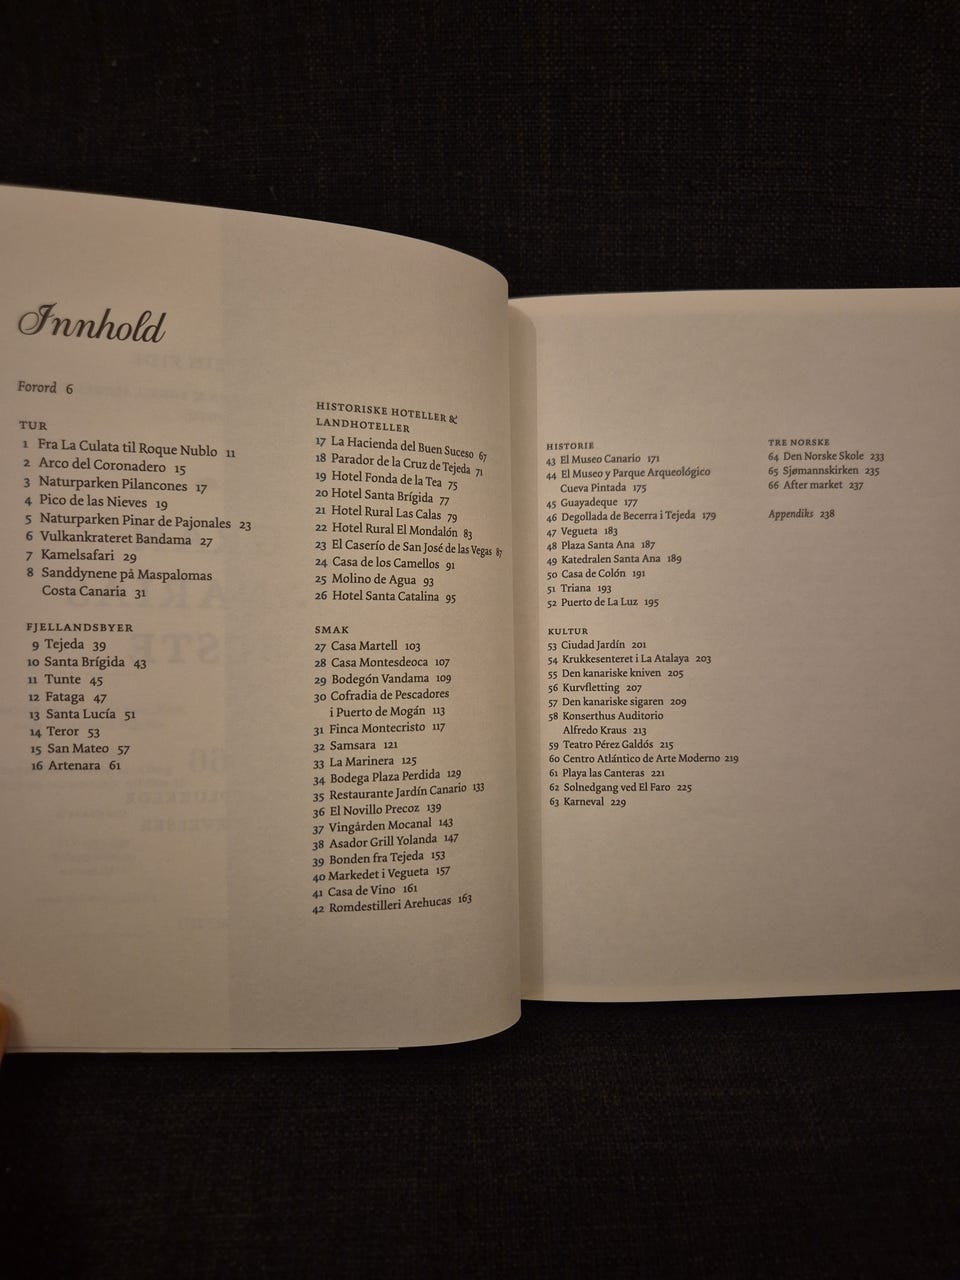 Innhold
Forord 6
TUR
1 Fra La Culata til Roque Nublo 11
2 Arco del Coronadero 15
3 Naturparken Pilancones 17
4 Pico de las Nieves 19
5 Naturparken Pinar de Pajonales 23
6 Vulkankrateret Bandama 27
7 Kamelsafari 29
8 Sanddynene på Maspalomas
Costa Canaria 31
FJELLANDSBYER
9 Tejeda 39
10 Santa Brígida 43
11 Tunte 45
12 Fataga 47
13 Santa Lucía 51
14 Teror 53
15 San Mateo 57
16 Artenara 61
HISTORISKE HOTELLER &
LANDHOTELLER
17 La Hacienda del Buen Suceso 67
18 Parador de la Cruz de Tejeda 71
19 Hotel Fonda de la Tea 75
20 Hotel Santa Brígida 77
21 Hotel Rural Las Calas 79
22 Hotel Rural El Mondalón 83
23 El Caserío de San José de las Vegas 87
24 Casa de los Camellos 91
25 Molino de Agua 93
26 Hotel Santa Catalina 95
SMAK
27 Casa Martell 103
28 Casa Montesdeoca 107
29 Bodegón Vandama 109
30 Cofradia de Pescadores
i Puerto de Mogán 113
31 Finca Montecristo 117
32 Samsara 121
33 La Marinera 125
34 Bodega Plaza Perdida 129
35 Restaurante Jardín Canario 133
36 El Novillo Precoz 139
37 Vingården Mocanal 143
38 Asador Grill Yolanda 147
39 Bonden fra Tejeda 153
40 Markedet i Vegueta 157
41 Casa de Vino 161
42 Romdestilleri Arehucas 163
HISTORIE
43 El Museo Canario 171
44 El Museo y Parque Arqueológico
Cueva Pintada 175
45 Guayadeque 177
46 Degollada de Becerra i Tejeda 179
47 Vegueta 183
48 Plaza Santa Ana 187
49 Katedralen Santa Ana 189
50 Casa de Colón 191
51 Triana 193
52 Puerto de La Luz 195
KULTUR
53 Ciudad Jardín 201
54 Krukkesenteret i La Atalaya 203
55 Den kanariske kniven 205
56 Kurvfletting 207
57 Den kanariske sigaren 209
58 Konserthus Auditorio
Alfredo Kraus 213
59 Teatro Pérez Galdós 215
60 Centro Atlántico de Arte Moderno 219
61 Playa las Canteras 221
62 Solnedgang ved El Faro 225
63 Karneval 229
TRE NORSKE
64 Den Norske Skole 233
65 Sjømannskirken 235
66 After market 237
Appendiks 238